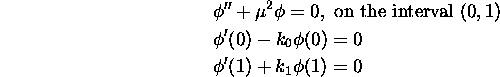 ϕ′′ + μ²ϕ = 0, on the interval (0, 1)
ϕ′(0) − k₀ϕ(0) = 0
ϕ′(1) + k₁ϕ(1) = 0